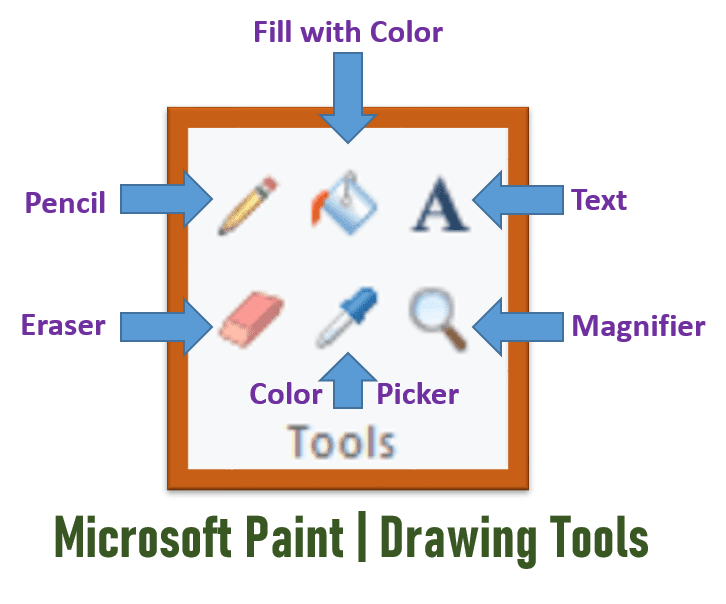 Fill with Color
Pencil
Text
Eraser
Magnifier
Color Picker
Tools
Microsoft Paint | Drawing Tools